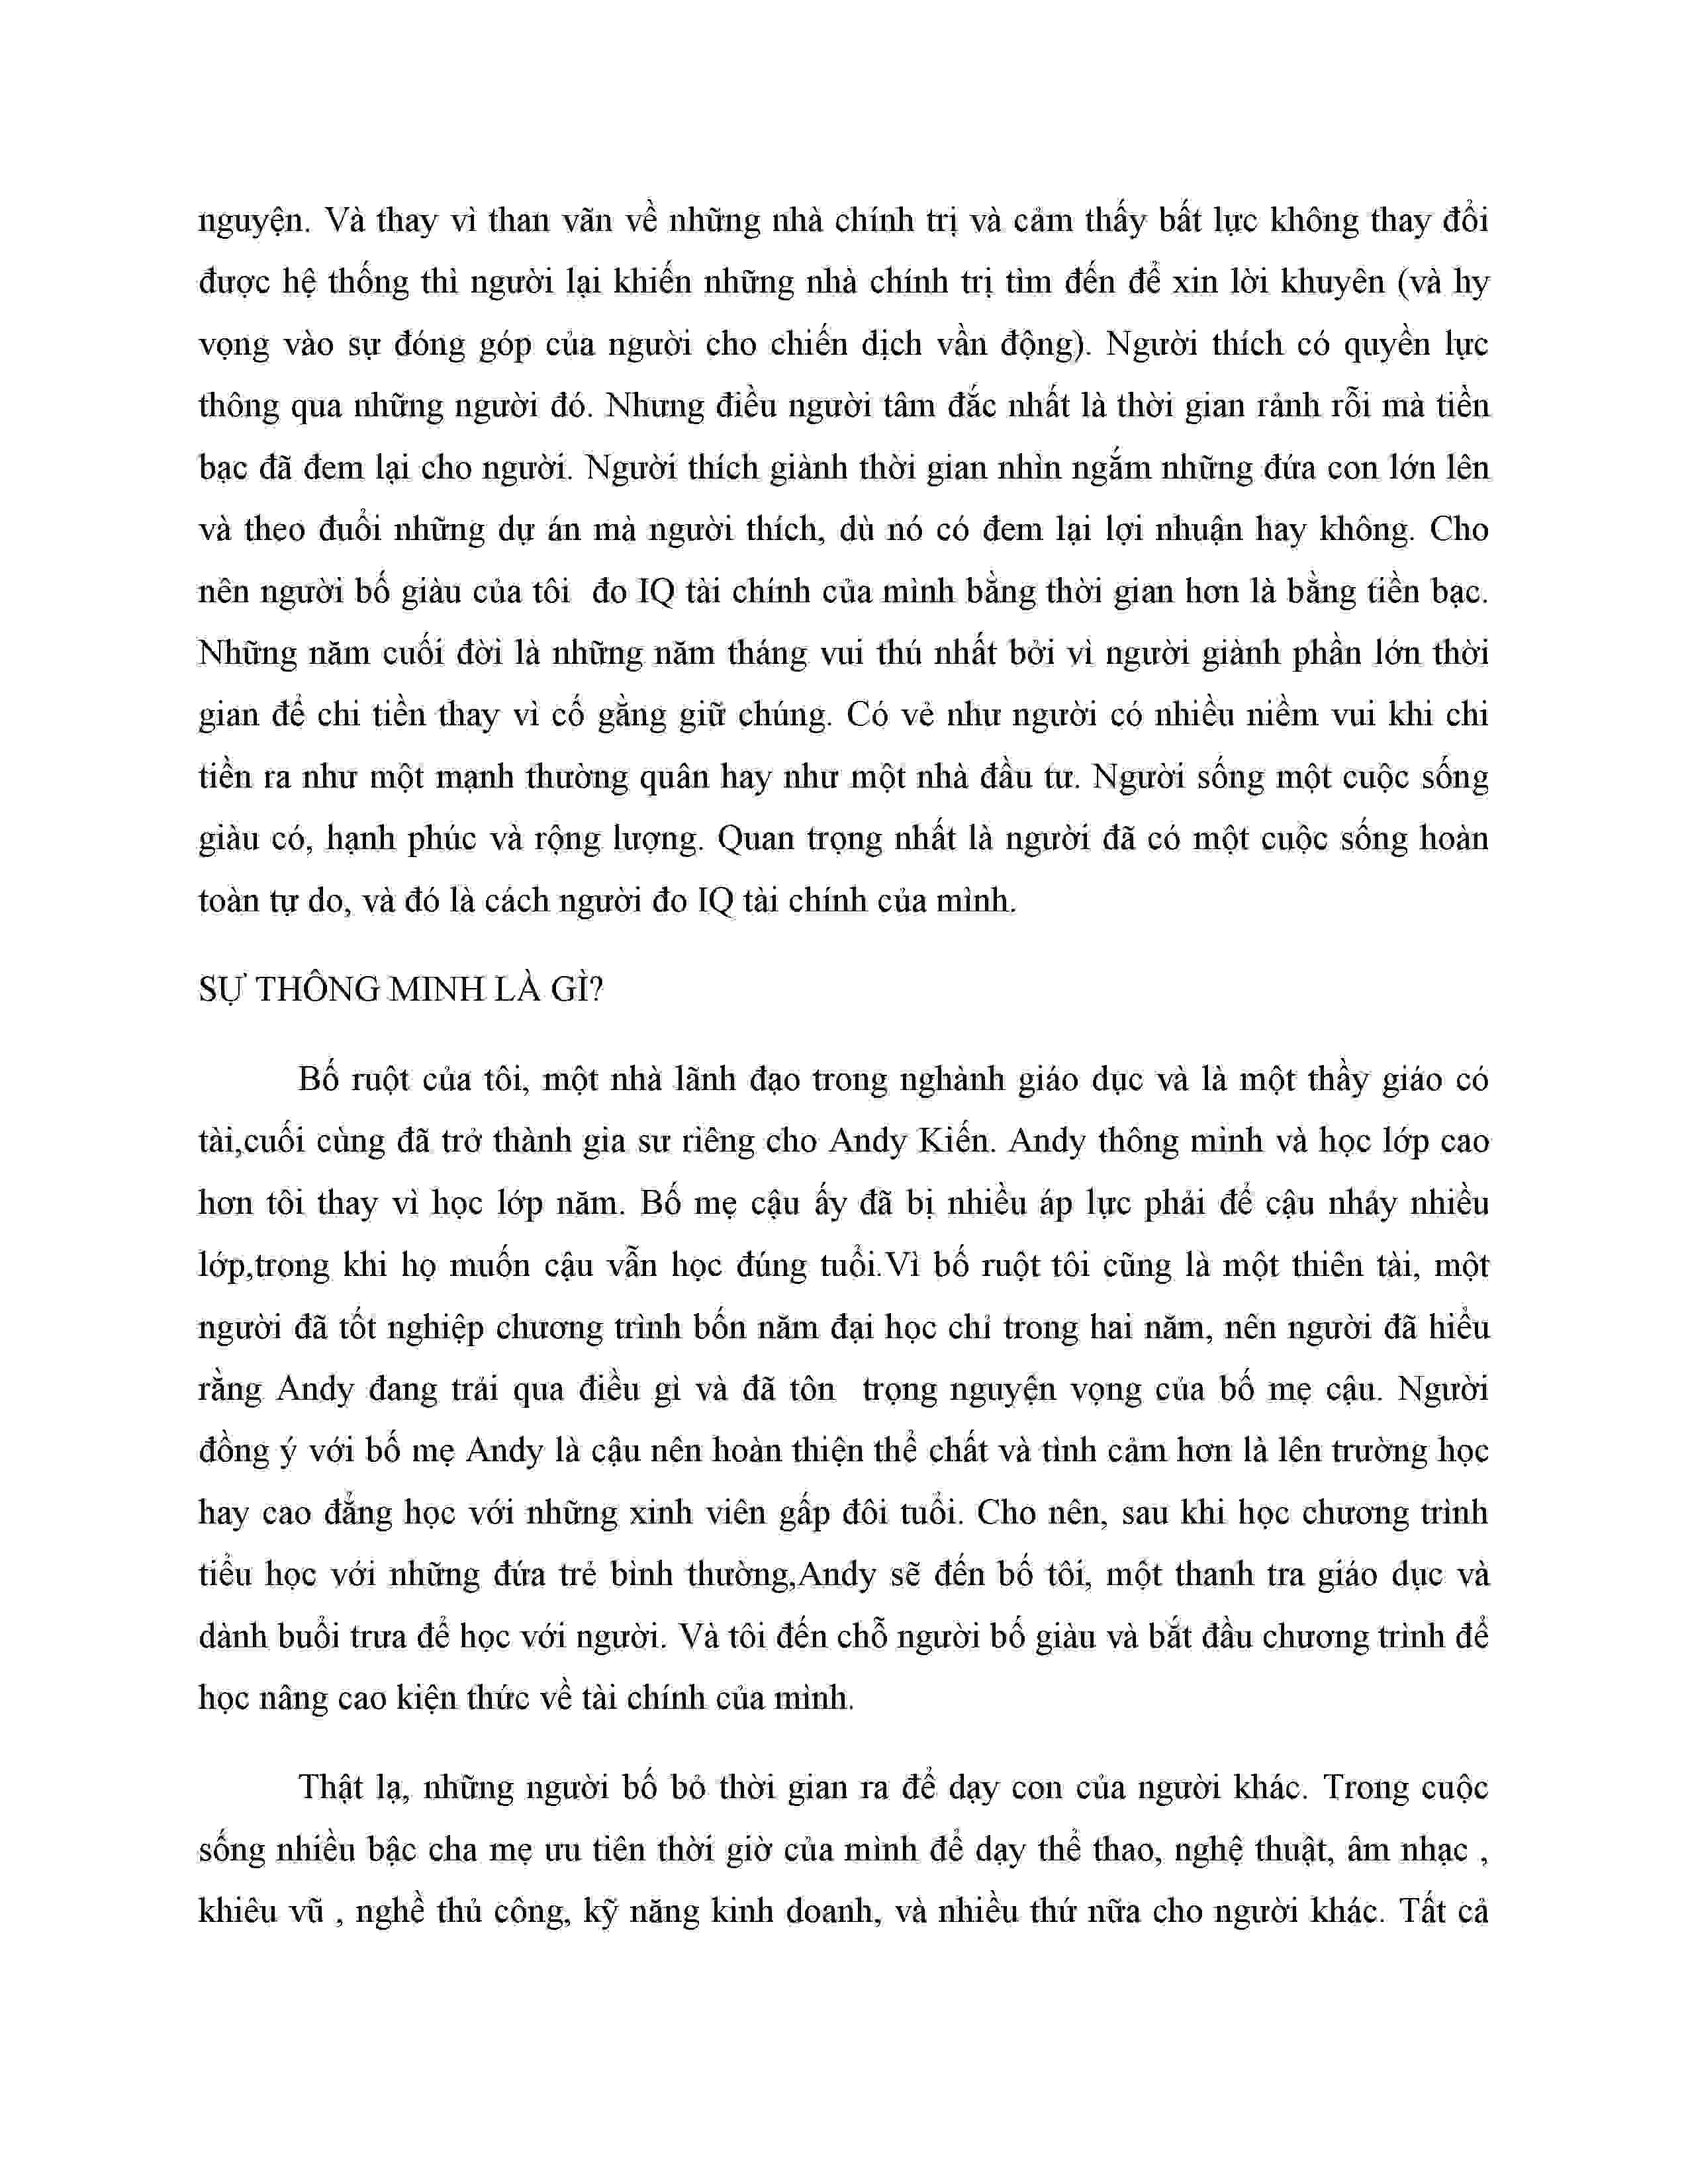 nguyện. Và thay vì than vãn về những nhà chính trị và cảm thấy bất lực không thay đổi
được hệ thống thì người lại khiến những nhà chính trị tìm đến để xin lời khuyên (và hy
vọng vào sự đóng góp của người cho chiến dịch vần động). Người thích có quyền lực
thông qua những người đó. Nhưng điều người tâm đắc nhất là thời gian rảnh rỗi mà tiền
bạc đã đem lại cho người. Người thích giành thời gian nhìn ngắm những đứa con lớn lên
và theo đuổi những dự án mà người thích, dù nó có đem lại lợi nhuận hay không. Cho
nên người bố giàu của tôi  đo IQ tài chính của mình bằng thời gian hơn là bằng tiền bạc.
Những năm cuối đời là những năm tháng vui thú nhất bởi vì người giành phần lớn thời
gian để chi tiền thay vì cố gằng giữ chúng. Có vẻ như người có nhiều niềm vui khi chi
tiền ra như một mạnh thường quân hay như một nhà đầu tư. Người sống một cuộc sống
giàu có, hạnh phúc và rộng lượng. Quan trọng nhất là người đã có một cuộc sống hoàn
toàn tự do, và đó là cách người đo IQ tài chính của mình.
SỰ THÔNG MINH LÀ GÌ?
Bố ruột của tôi, một nhà lãnh đạo trong nghành giáo dục và là một thầy giáo có
tài,cuối cùng đã trở thành gia sư riêng cho Andy Kiến. Andy thông minh và học lớp cao
hơn tôi thay vì học lớp năm. Bố mẹ cậu ấy đã bị nhiều áp lực phải để cậu nhảy nhiều
lớp,trong khi họ muốn cậu vẫn học đúng tuổi.Vì bố ruột tôi cũng là một thiên tài, một
người đã tốt nghiệp chương trình bốn năm đại học chỉ trong hai năm, nên người đã hiểu
rằng Andy đang trải qua điều gì và đã tôn  trọng nguyện vọng của bố mẹ cậu. Người
đồng ý với bố mẹ Andy là cậu nên hoàn thiện thể chất và tình cảm hơn là lên trường học
hay cao đẳng học với những xinh viên gấp đôi tuổi. Cho nên, sau khi học chương trình
tiểu học với những đứa trẻ bình thường,Andy sẽ đến bố tôi, một thanh tra giáo dục và
dành buổi trưa để học với người. Và tôi đến chỗ người bố giàu và bắt đầu chương trình để
học nâng cao kiện thức về tài chính của mình.
Thật lạ, những người bố bỏ thời gian ra để dạy con của người khác. Trong cuộc
sống nhiều bậc cha mẹ ưu tiên thời giờ của mình để dạy thể thao, nghệ thuật, âm nhạc ,
khiêu vũ , nghề thủ công, kỹ năng kinh doanh, và nhiều thứ nữa cho người khác. Tất cả